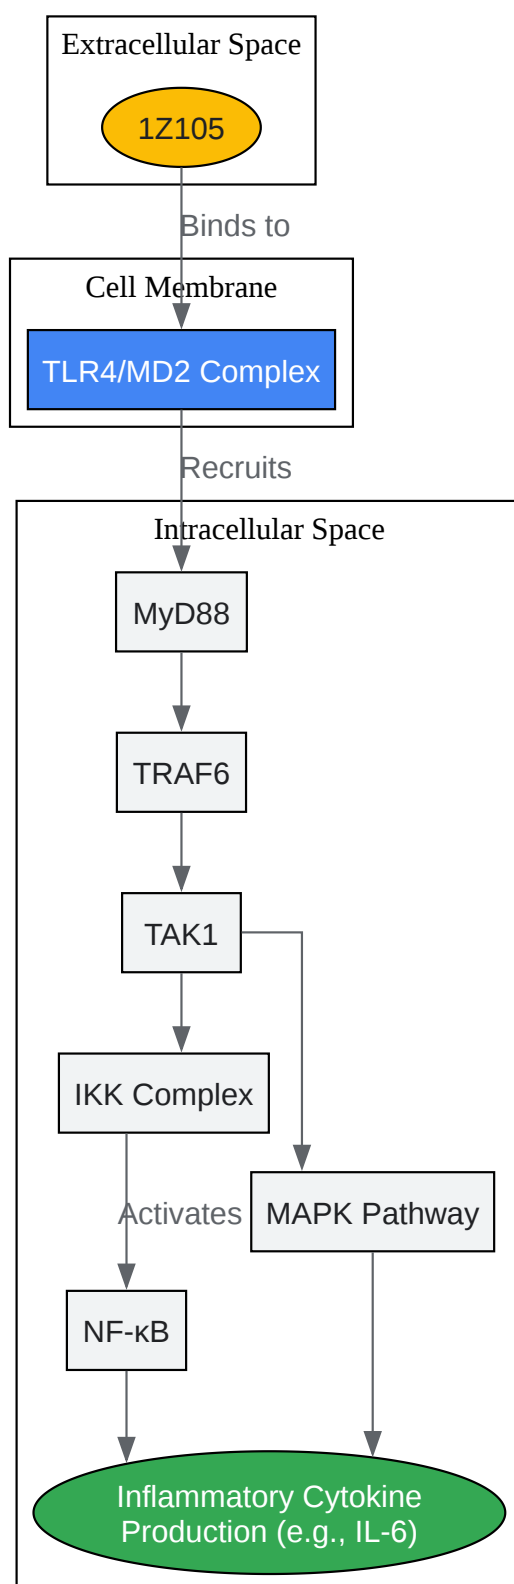 Extracellular Space
1Z105
Binds to
Cell Membrane
TLR4/MD2 Complex
Recruits
Intracellular Space
MyD88
TRAF6
TAK1
IKK Complex
Activates
MAPK Pathway
NF-κB
Inflammatory Cytokine
Production (e.g., IL-6)